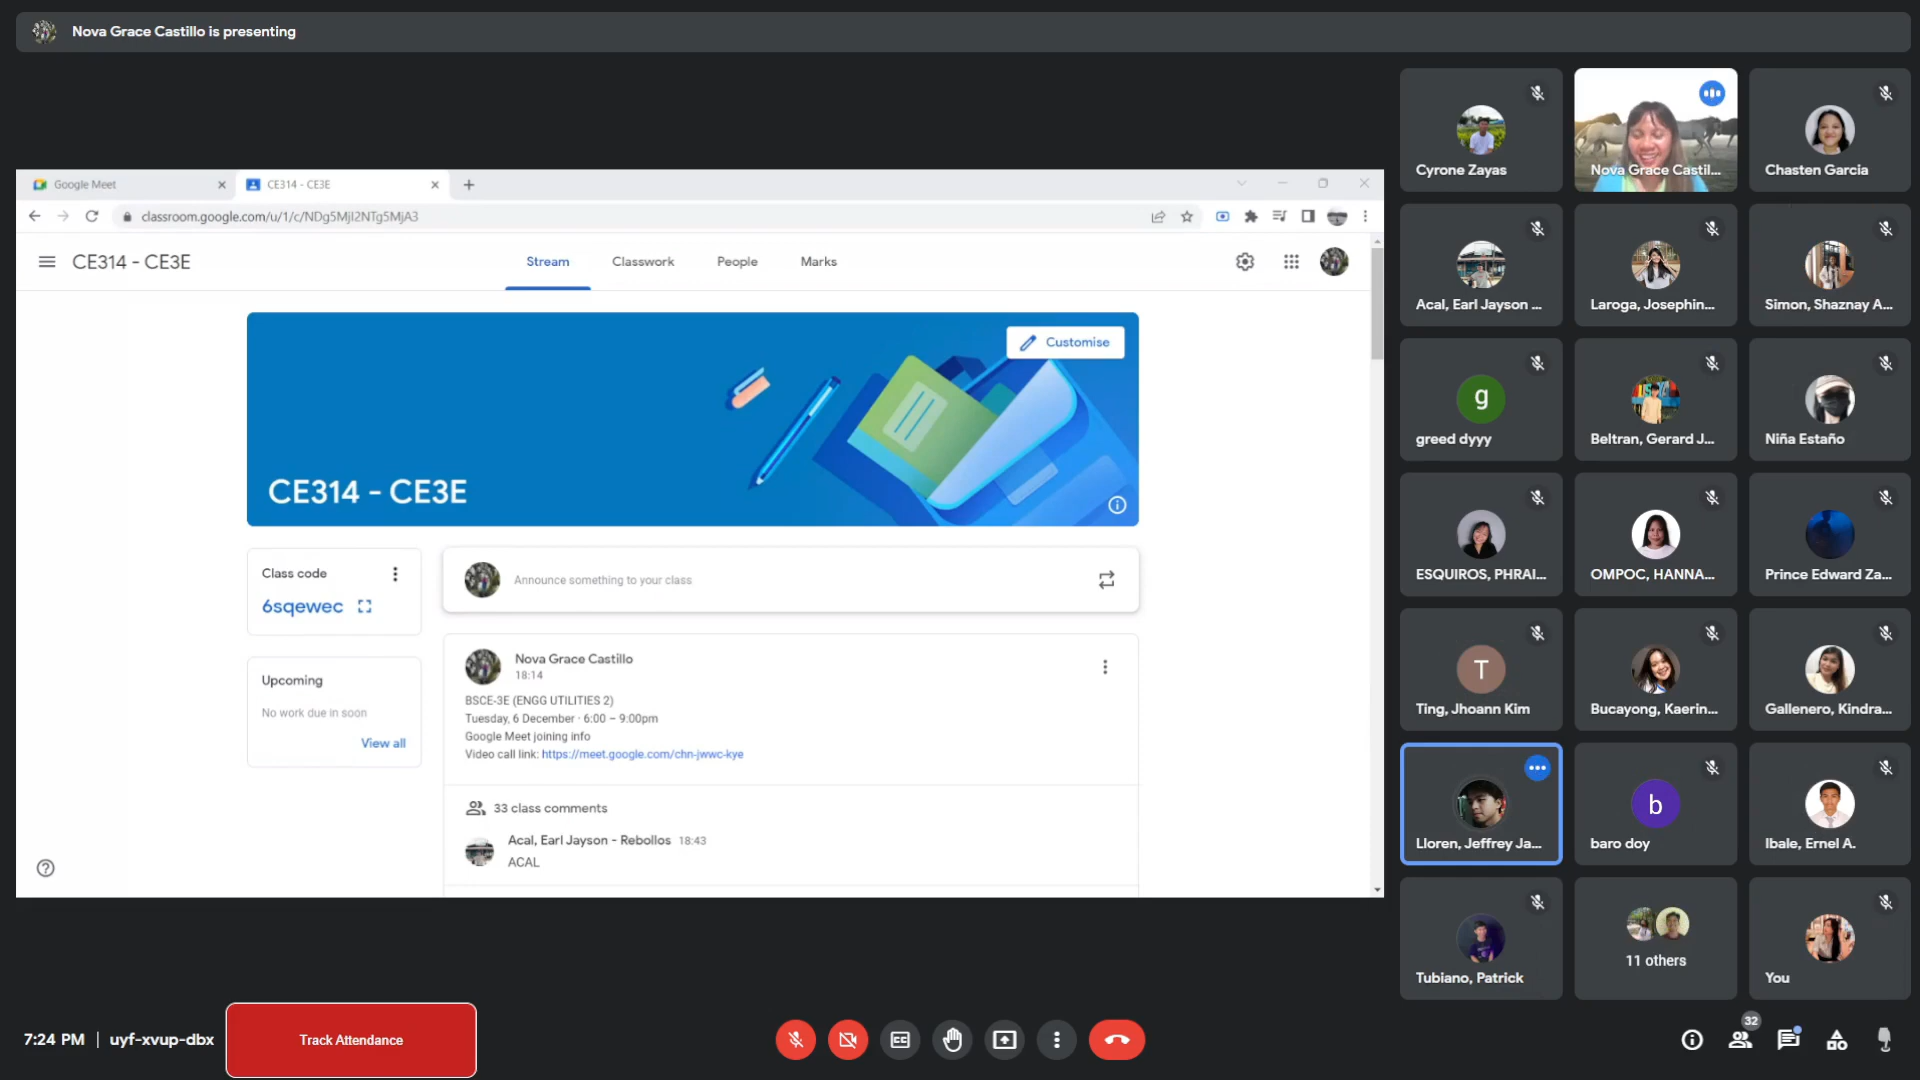 Nova Grace Castillo is presenting
Google Meet
CE314 - CE3E
classroom.google.com/u/1/c/NDg5MjI2NTg5MjA3
CE314 - CE3E
Stream
Classwork
People
Marks
Customise
CE314 - CE3E
Class code
6sqewec
Announce something to your class
Upcoming
No work due in soon
View all
Nova Grace Castillo
18:14
BSCE-3E (ENGG UTILITIES 2)
Tuesday, 6 December · 6:00 – 9:00pm
Google Meet joining info
Video call link: https://meet.google.com/chn-jwwc-kye
33 class comments
Acal, Earl Jayson - Rebollos 18:43
ACAL
Cyrone Zayas
Nova Grace Castil...
Chasten Garcia
Acal, Earl Jayson ...
Laroga, Josephin...
Simon, Shaznay A...
g
greed dyyy
Beltran, Gerard J...
Niña Estaño
ESQUIROS, PHRAI...
OMPOC, HANNA...
Prince Edward Za...
T
Ting, Jhoann Kim
Bucayong, Kaerin...
Gallenero, Kindra...
Lloren, Jeffrey Ja...
b
baro doy
Ibale, Ernel A.
Tubiano, Patrick
11 others
You
7:24 PM | uyf-xvup-dbx
Track Attendance
32